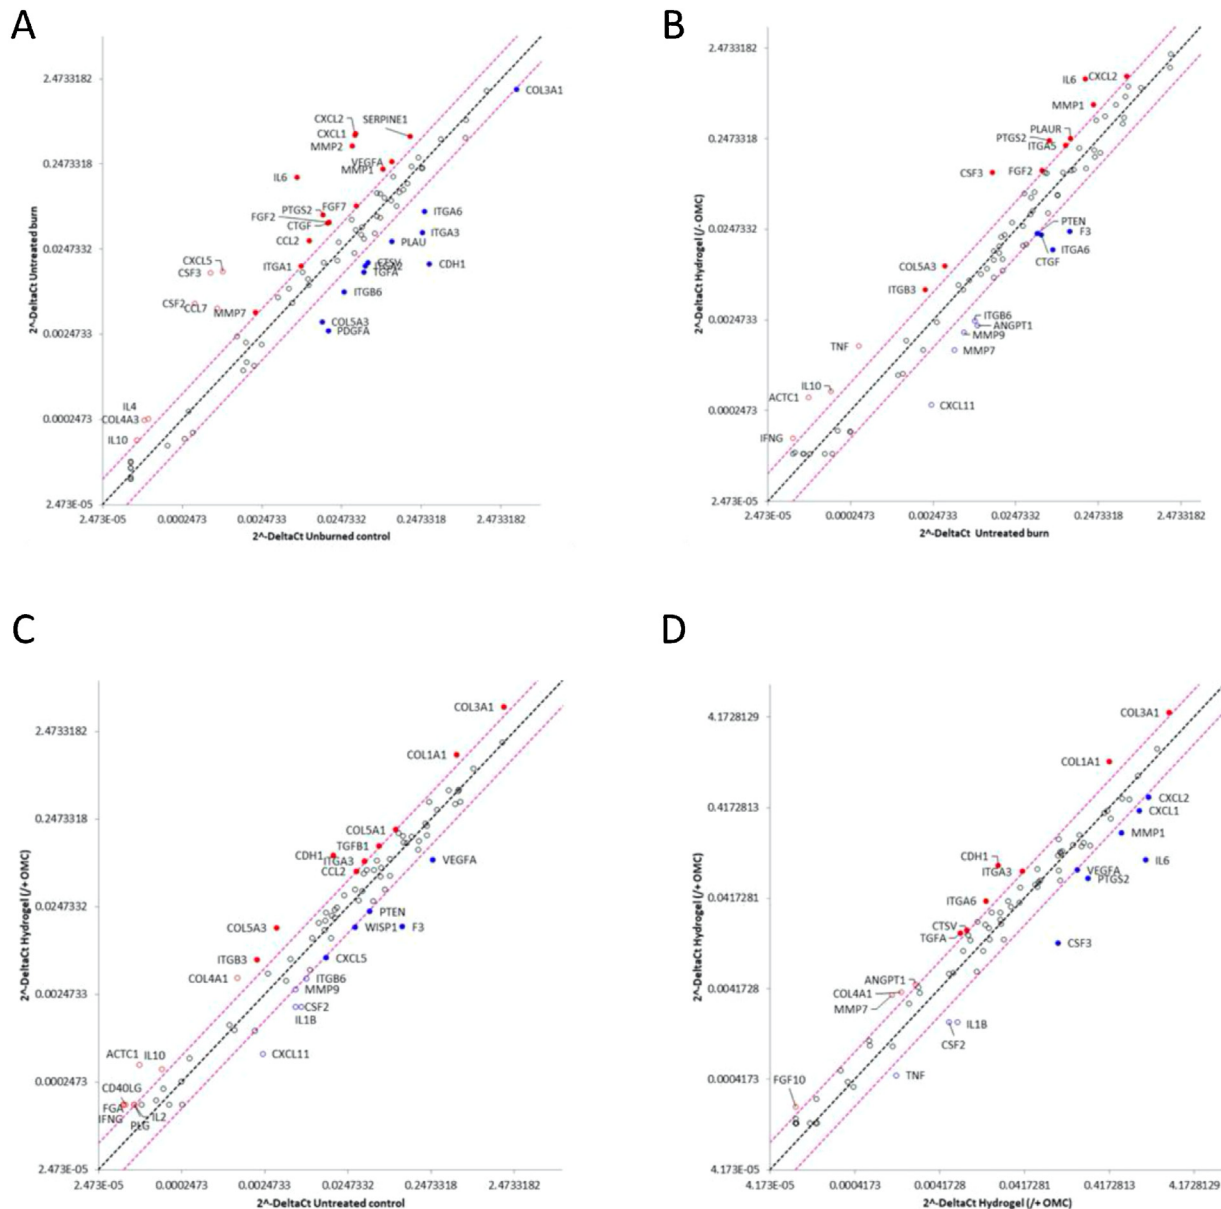 A
2^-DeltaCt Untreated burn
2.4733182
0.2473318
0.0247332
0.0024733
0.0002473
2.473E-05
COL3A1
CXCL2
CXCL1
MMP2
SERPINE1
VEGFA
MMP1
IL6
FGF7
PTGS2
FGF2
CTGF
CCL2
ITGA1
CXCL5
CSF3
CSF2
CCL7
MMP7
ITGA6
ITGA3
PLAU
CDH1
CTSV
ITGA2
TGFA
ITGB6
COL5A3
PDGFA
IL4
COL4A3
IL10
2.473E-05
0.0002473
0.0024733
0.0247332
0.2473318
2.4733182
2^-DeltaCt Unburned control
B
2^-DeltaCt Hydrogel (/- OMC)
2.4733182
0.2473318
0.0247332
0.0024733
0.0002473
2.473E-05
IL6
CXCL2
MMP1
PLAUR
PTGS2
ITGA5
CSF3
FGF2
PTEN
F3
ITGA6
CTGF
COL5A3
ITGB3
ITGB6
ANGPT1
MMP9
MMP7
TNF
IL10
ACTC1
CXCL11
IFNG
2.473E-05
0.0002473
0.0024733
0.0247332
0.2473318
2.4733182
2^-DeltaCt Untreated burn
C
2^-DeltaCt Hydrogel (/+ OMC)
2.4733182
0.2473318
0.0247332
0.0024733
0.0002473
2.473E-05
COL3A1
COL1A1
COL5A1
TGFB1
CDH1
ITGA3
CCL2
VEGFA
PTEN
WISP1
F3
COL5A3
ITGB3
CXCL5
COL4A1
ITGB6
MMP9
CSF2
IL1B
CXCL11
ACTC1
IL10
CD40LG
FGA
IFNG
PLG
IL2
2.473E-05
0.0002473
0.0024733
0.0247332
0.2473318
2.4733182
2^-DeltaCt Untreated control
D
2^-DeltaCt Hydrogel (/+ OMC)
4.1728129
0.4172813
0.0417281
0.0041728
0.0004173
4.173E-05
COL3A1
COL1A1
CXCL2
CXCL1
MMP1
CDH1
ITGA3
IL6
VEGFA
PTGS2
ITGA6
CTSV
TGFA
CSF3
ANGPT1
COL4A1
MMP7
IL1B
CSF2
TNF
FGF10
4.173E-05
0.0004173
0.0041728
0.0417281
0.4172813
4.1728129
2^-DeltaCt Hydrogel (/+ OMC)